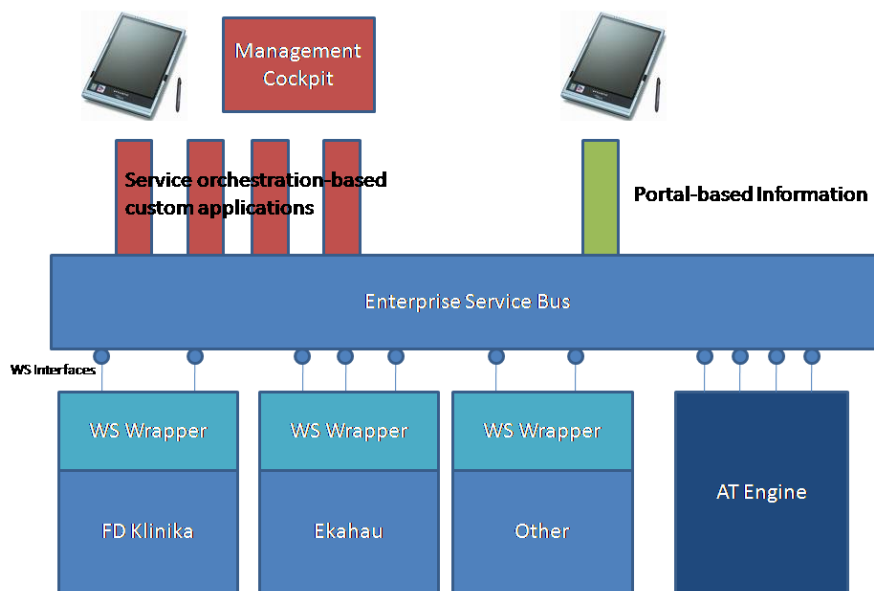 Management
Cockpit
Service orchestration-based
custom applications
Portal-based Information
Enterprise Service Bus
WS Interfaces
WS Wrapper
WS Wrapper
WS Wrapper
AT Engine
FD Klinika
Ekahau
Other